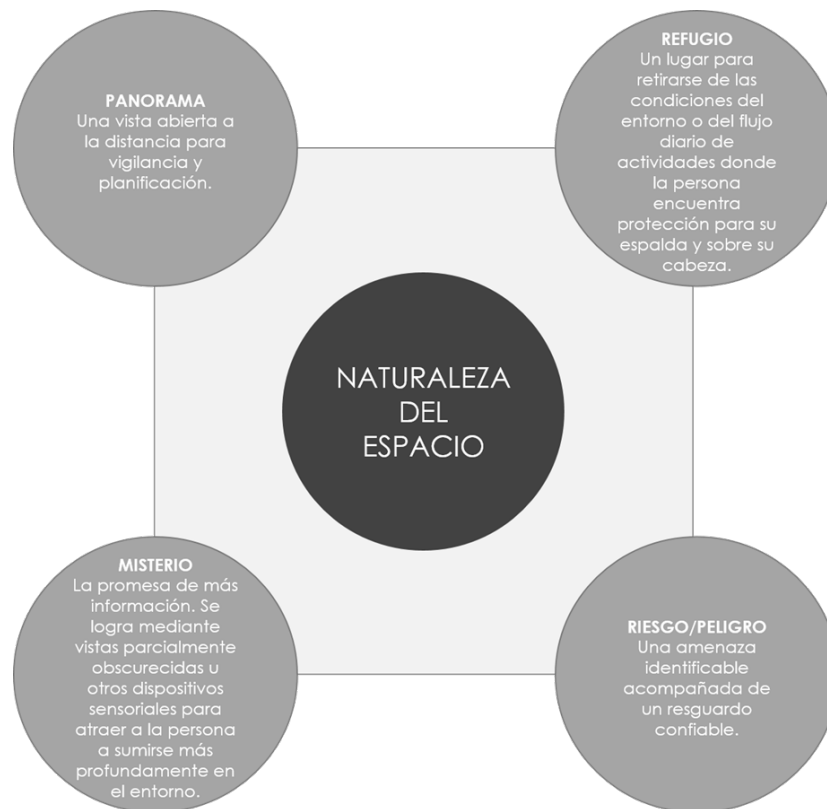 PANORAMA
Una vista abierta a
la distancia para
vigilancia y
planificación.
REFUGIO
Un lugar para
retirarse de las
condiciones del
entorno o del flujo
diario de
actividades donde
la persona
encuentra
protección para su
espalda y sobre su
cabeza.
NATURALEZA
DEL
ESPACIO
MISTERIO
La promesa de más
información. Se
logra mediante
vistas parcialmente
obscurecidas u
otros dispositivos
sensoriales para
atraer a la persona
a sumirse más
profundamente en
el entorno.
RIESGO/PELIGRO
Una amenaza
identificable
acompañada de
un resguardo
confiable.